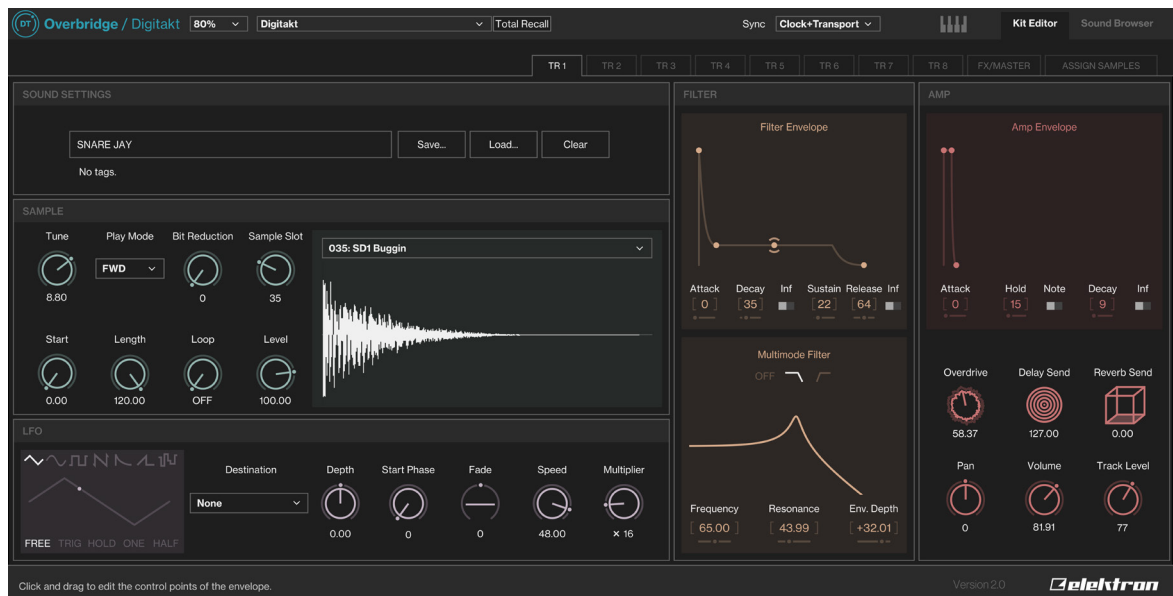 DT Overbridge / Digitakt 80% Digitakt Total Recall Sync Clock+Transport Kit Editor Sound Browser
TR 1 TR 2 TR 3 TR 4 TR 5 TR 6 TR 7 TR 8 FX/MASTER ASSIGN SAMPLES
SOUND SETTINGS
SNARE JAY Save... Load... Clear
No tags.
SAMPLE
Tune Play Mode Bit Reduction Sample Slot
FWD
8.80 0 35
Start Length Loop Level
0.00 120.00 OFF 100.00
035: SD1 Buggin
LFO
FREE TRIG HOLD ONE HALF
Destination Depth Start Phase Fade Speed Multiplier
None
0.00 0 0 48.00 × 16
FILTER
Filter Envelope
Attack Decay Inf Sustain Release Inf
[ 0 ] [ 35 ] [ 22 ] [ 64 ]
Multimode Filter
OFF
Frequency Resonance Env. Depth
[ 65.00 ] [ 43.99 ] [ +32.01 ]
AMP
Amp Envelope
Attack Hold Note Decay Inf
[ 0 ] [ 15 ] [ 9 ]
Overdrive Delay Send Reverb Send
58.37 127.00 0.00
Pan Volume Track Level
0 81.91 77
Click and drag to edit the control points of the envelope.
Version 2.0 elektron